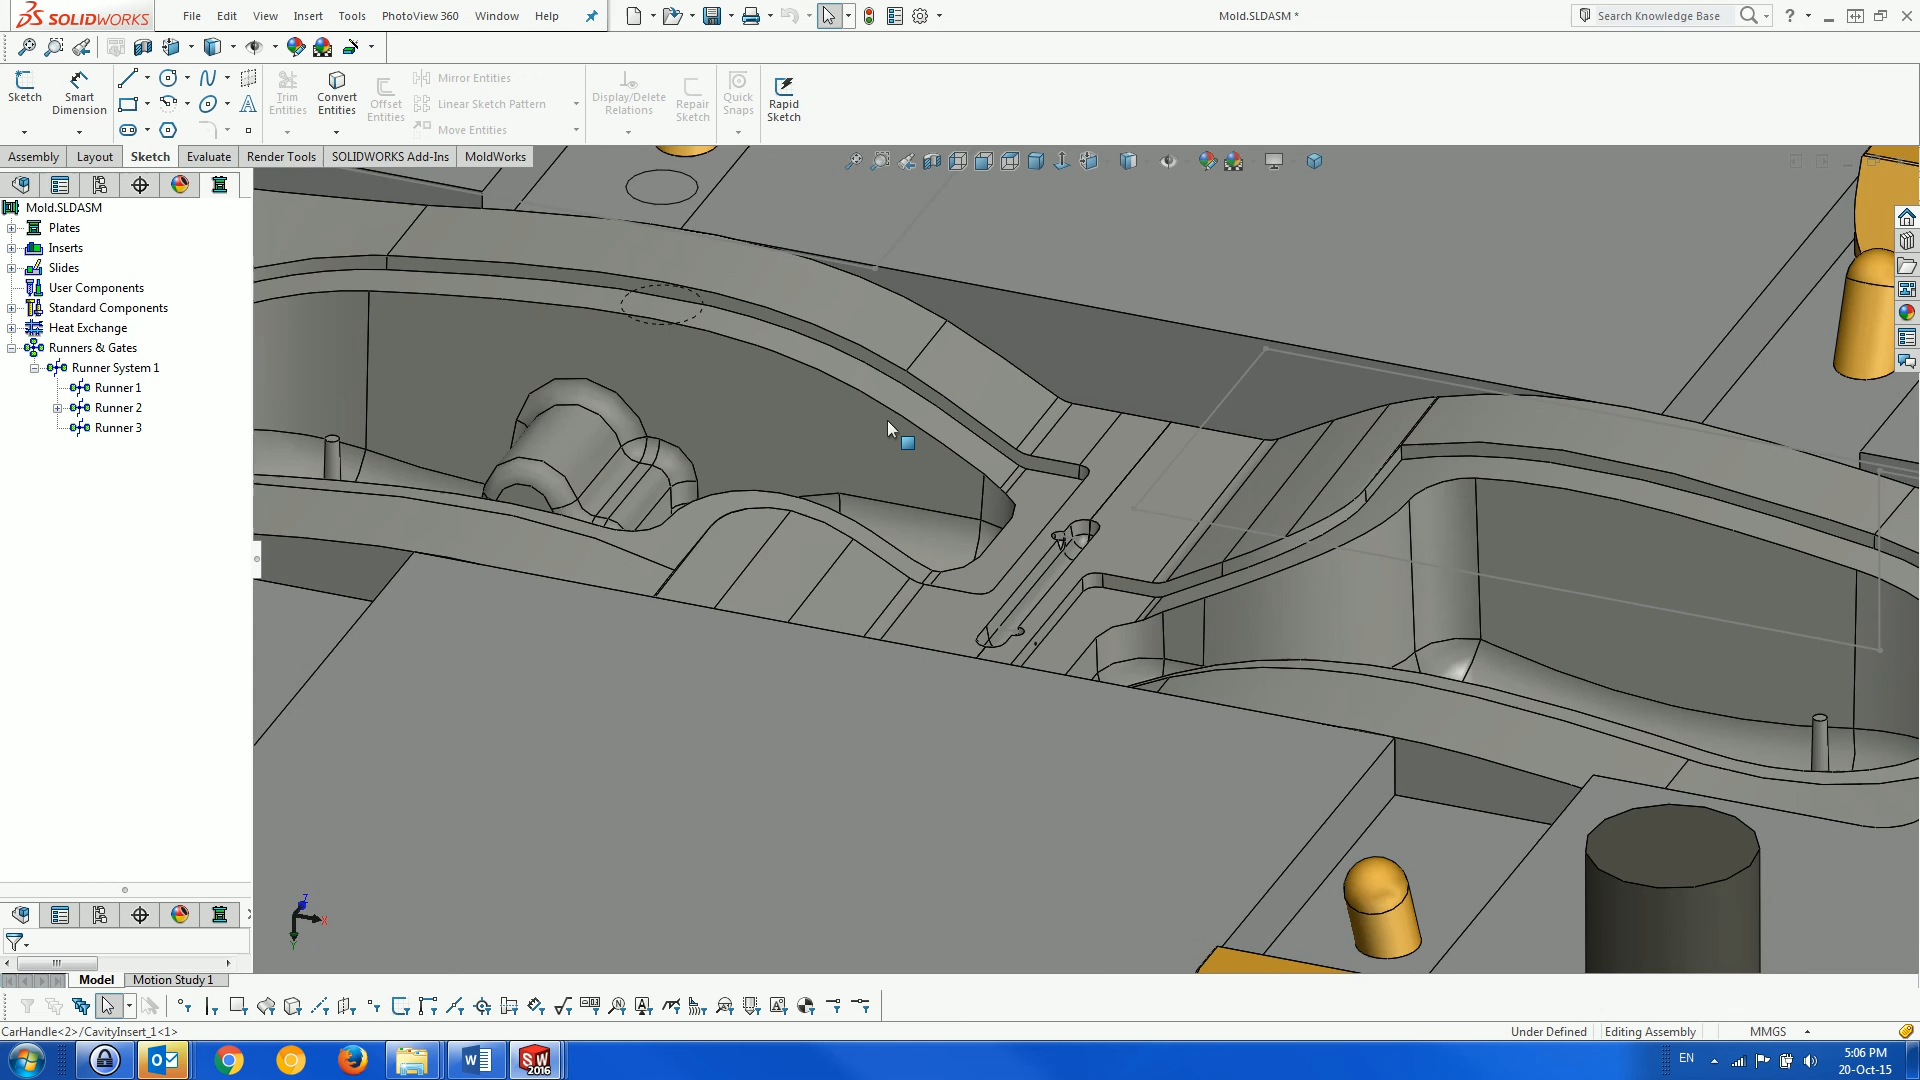 SOLIDWORKS
File Edit View Insert Tools PhotoView 360 Window Help
Mold.SLDASM *
Search Knowledge Base
?
Sketch
Smart Dimension
Trim Entities
Convert Entities
Offset Entities
Mirror Entities
Linear Sketch Pattern
Move Entities
Display/Delete Relations
Repair Sketch
Quick Snaps
Rapid Sketch
Assembly Layout Sketch Evaluate Render Tools SOLIDWORKS Add-Ins MoldWorks
Mold.SLDASM
Plates
Inserts
Slides
User Components
Standard Components
Heat Exchange
Runners & Gates
Runner System 1
Runner 1
Runner 2
Runner 3
Z
X
Y
Model Motion Study 1
CarHandle<2>/CavityInsert_1<1>
Under Defined Editing Assembly MMGS
SW 2016
EN
5:06 PM
20-Oct-15